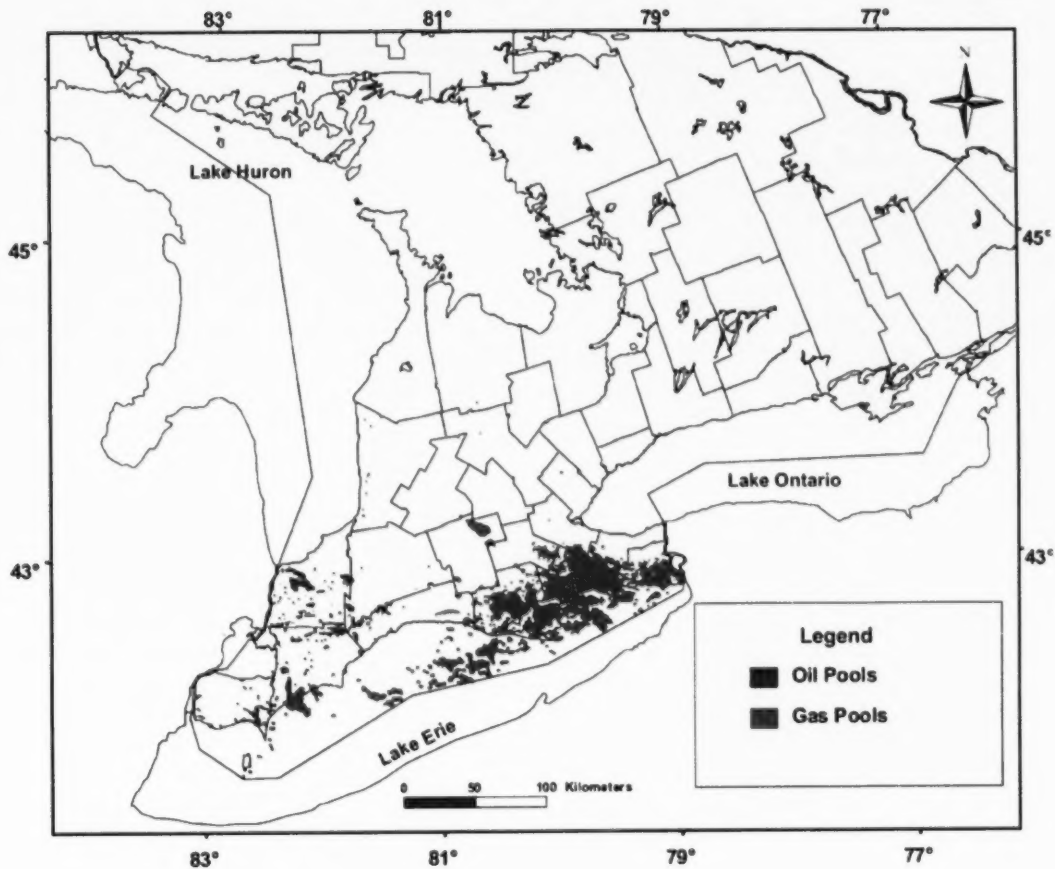 83° 81° 79° 77°
N
Lake Huron
45° 45°
Lake Ontario
43° 43°
Legend
Oil Pools
Gas Pools
Lake Erie
0 50 100 Kilometers
83° 81° 79° 77°